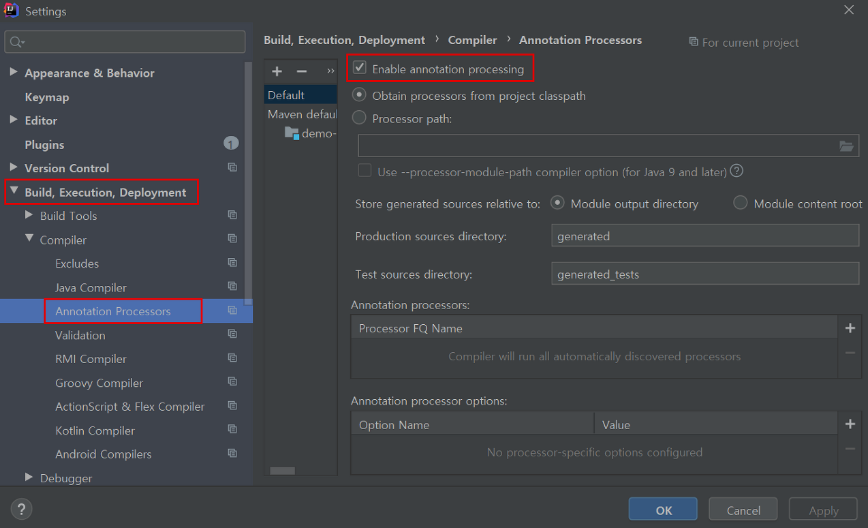 Settings
Appearance & Behavior
Keymap
Editor
Plugins
1
Version Control
Build, Execution, Deployment
Build Tools
Compiler
Excludes
Java Compiler
Annotation Processors
Validation
RMI Compiler
Groovy Compiler
ActionScript & Flex Compiler
Kotlin Compiler
Android Compilers
Debugger
Build, Execution, Deployment › Compiler › Annotation Processors
For current project
+ − »
Default
Maven defaul
demo-
Enable annotation processing
Obtain processors from project classpath
Processor path:
Use --processor-module-path compiler option (for Java 9 and later) ?
Store generated sources relative to: Module output directory Module content root
Production sources directory: generated
Test sources directory: generated_tests
Annotation processors:
Processor FQ Name
+
Compiler will run all automatically discovered processors
−
Annotation processor options:
Option Name Value
+
No processor-specific options configured
−
?
OK Cancel Apply